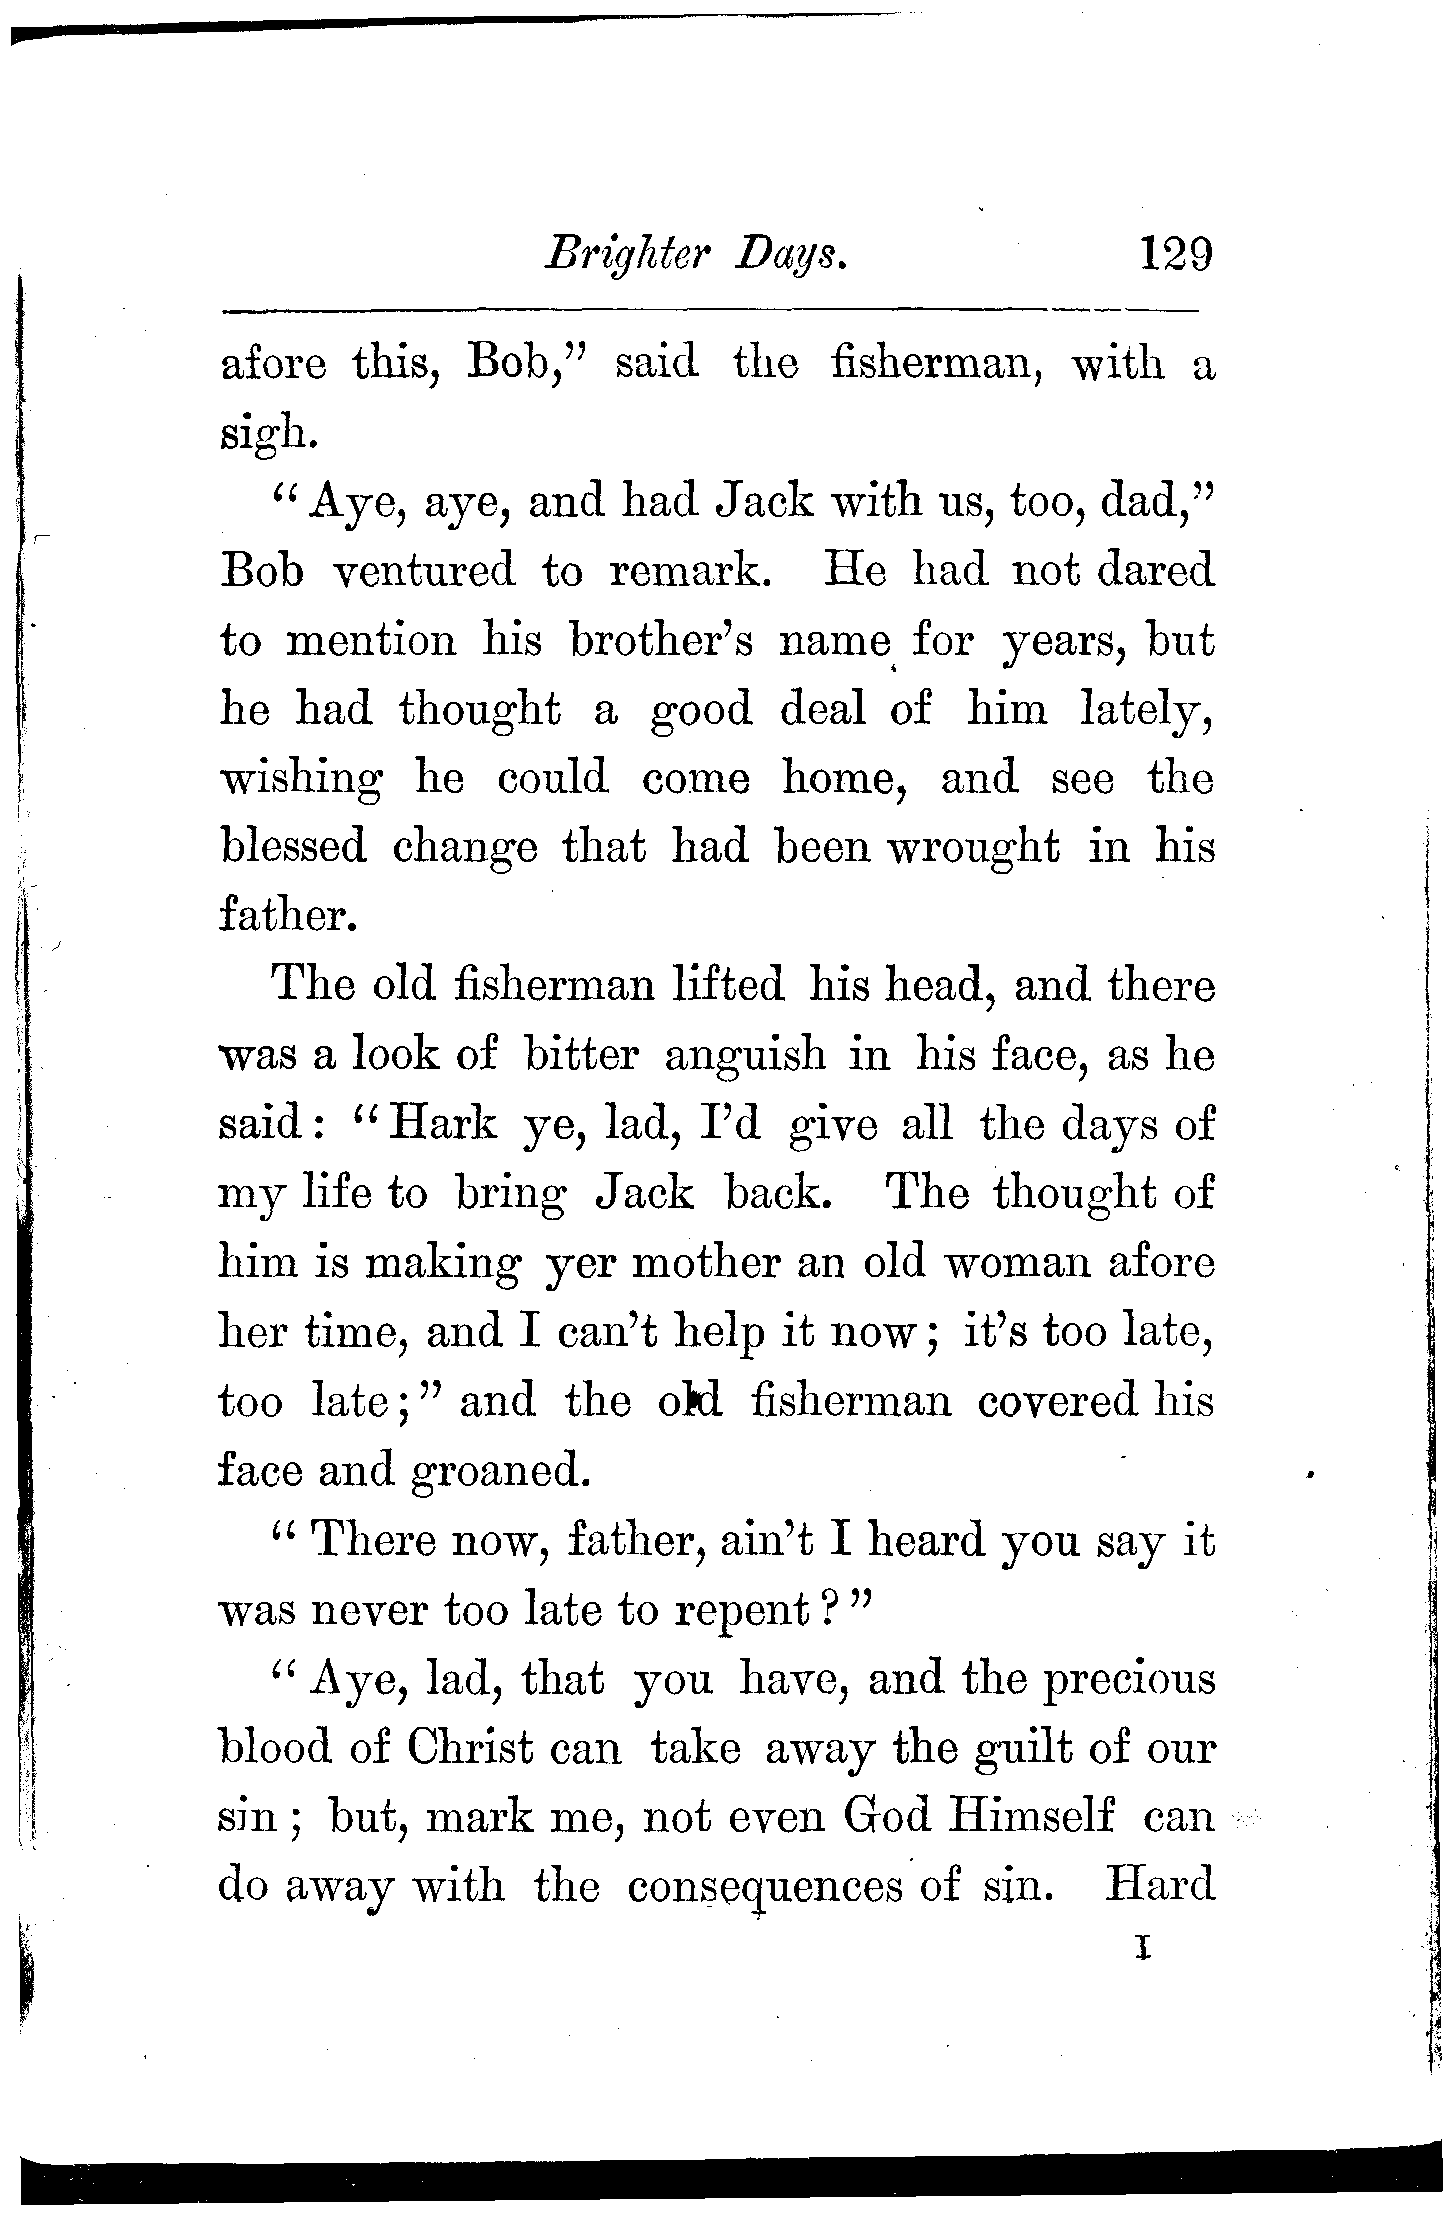 Brighter Days. 129
afore this, Bob,” said the fisherman, with a
sigh.
“Aye, aye, and had Jack with us, too, dad,”
Bob ventured to remark. He had not dared
to mention his brother’s name for years, but
he had thought a good deal of him lately,
wishing he could come home, and see the
blessed change that had been wrought in his
father.
The old fisherman lifted his head, and there
was a look of bitter anguish in his face, as he
said: “Hark ye, lad, I’d give all the days of
my life to bring Jack back. The thought of
him is making yer mother an old woman afore
her time, and I can’t help it now; it’s too late,
too late;” and the old fisherman covered his
face and groaned.
“There now, father, ain’t I heard you say it
was never too late to repent?”
“Aye, lad, that you have, and the precious
blood of Christ can take away the guilt of our
sin; but, mark me, not even God Himself can
do away with the consequences of sin. Hard
I